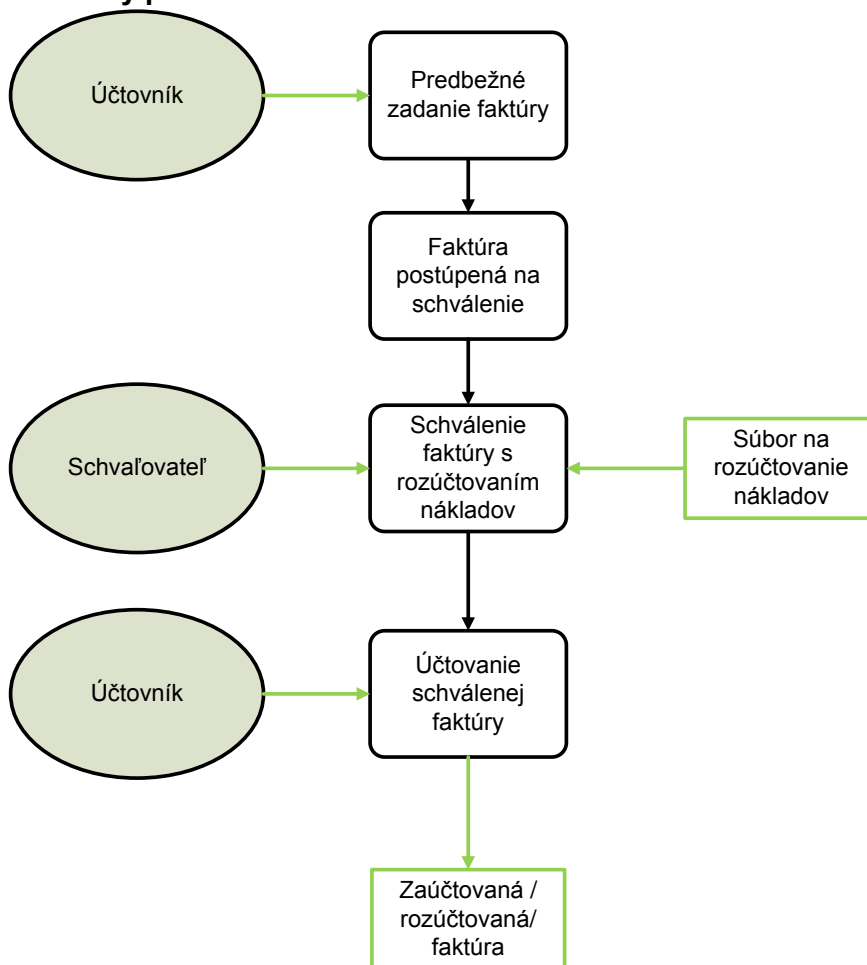 Účtovník
Predbežné
zadanie faktúry
Faktúra
postúpená na
schválenie
Schvaľovateľ
Schválenie
faktúry s
rozúčtovaním
nákladov
Súbor na
rozúčtovanie
nákladov
Účtovník
Účtovanie
schválenej
faktúry
Zaúčtovaná /
rozúčtovaná/
faktúra